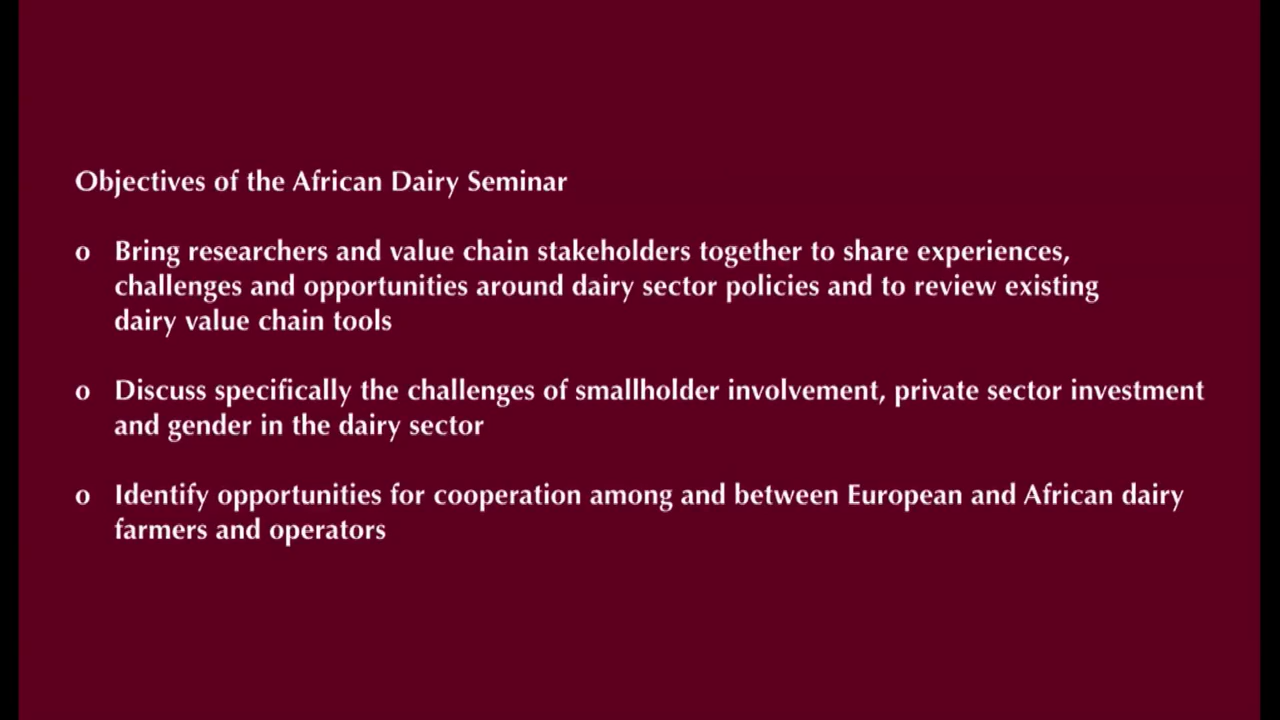 Objectives of the African Dairy Seminar
o Bring researchers and value chain stakeholders together to share experiences,
challenges and opportunities around dairy sector policies and to review existing
dairy value chain tools
o Discuss specifically the challenges of smallholder involvement, private sector investment
and gender in the dairy sector
o Identify opportunities for cooperation among and between European and African dairy
farmers and operators